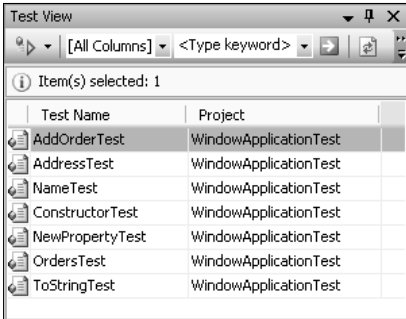 Test View
[All Columns] <Type keyword>
Item(s) selected: 1
Test Name Project
AddOrderTest WindowApplicationTest
AddressTest WindowApplicationTest
NameTest WindowApplicationTest
ConstructorTest WindowApplicationTest
NewPropertyTest WindowApplicationTest
OrdersTest WindowApplicationTest
ToStringTest WindowApplicationTest